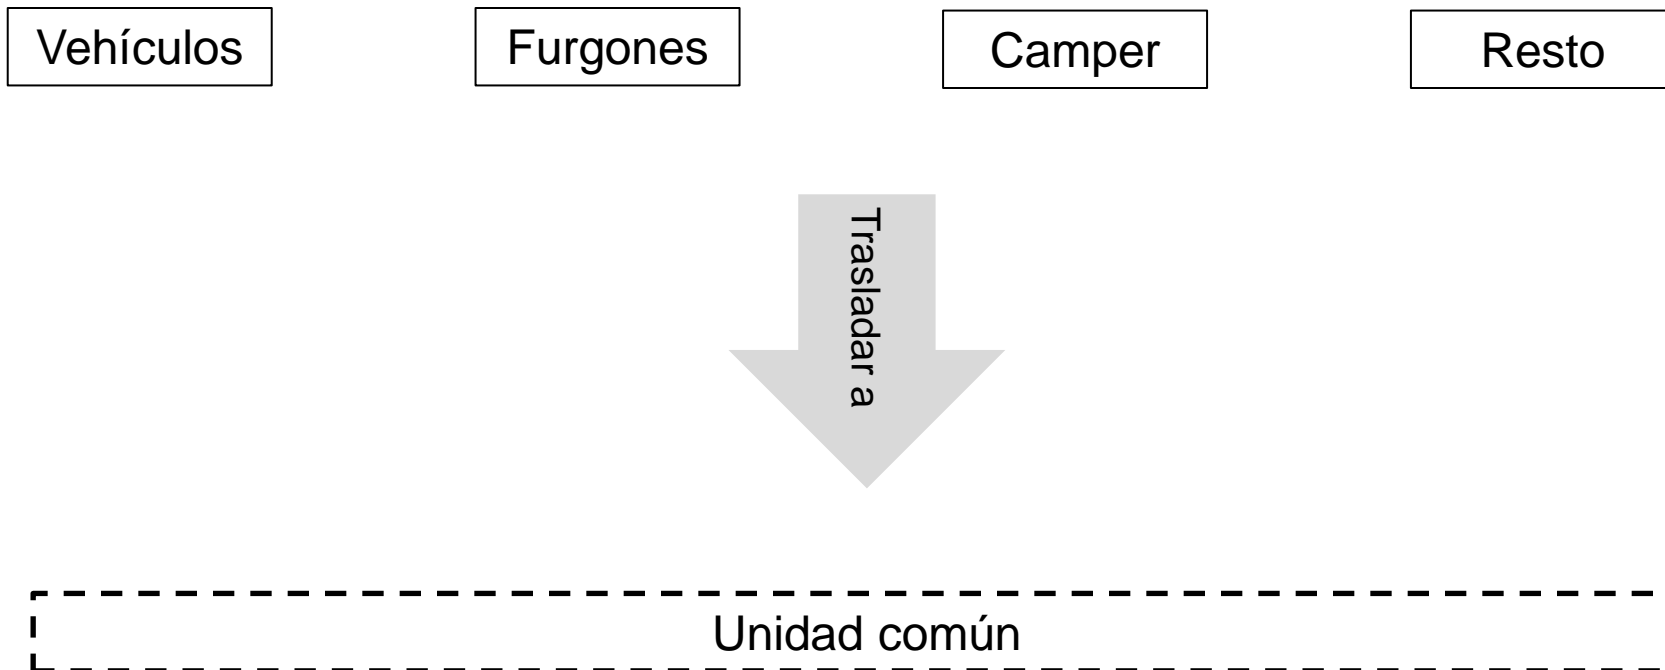 Vehículos
Furgones
Camper
Resto
Trasladar a
Unidad común